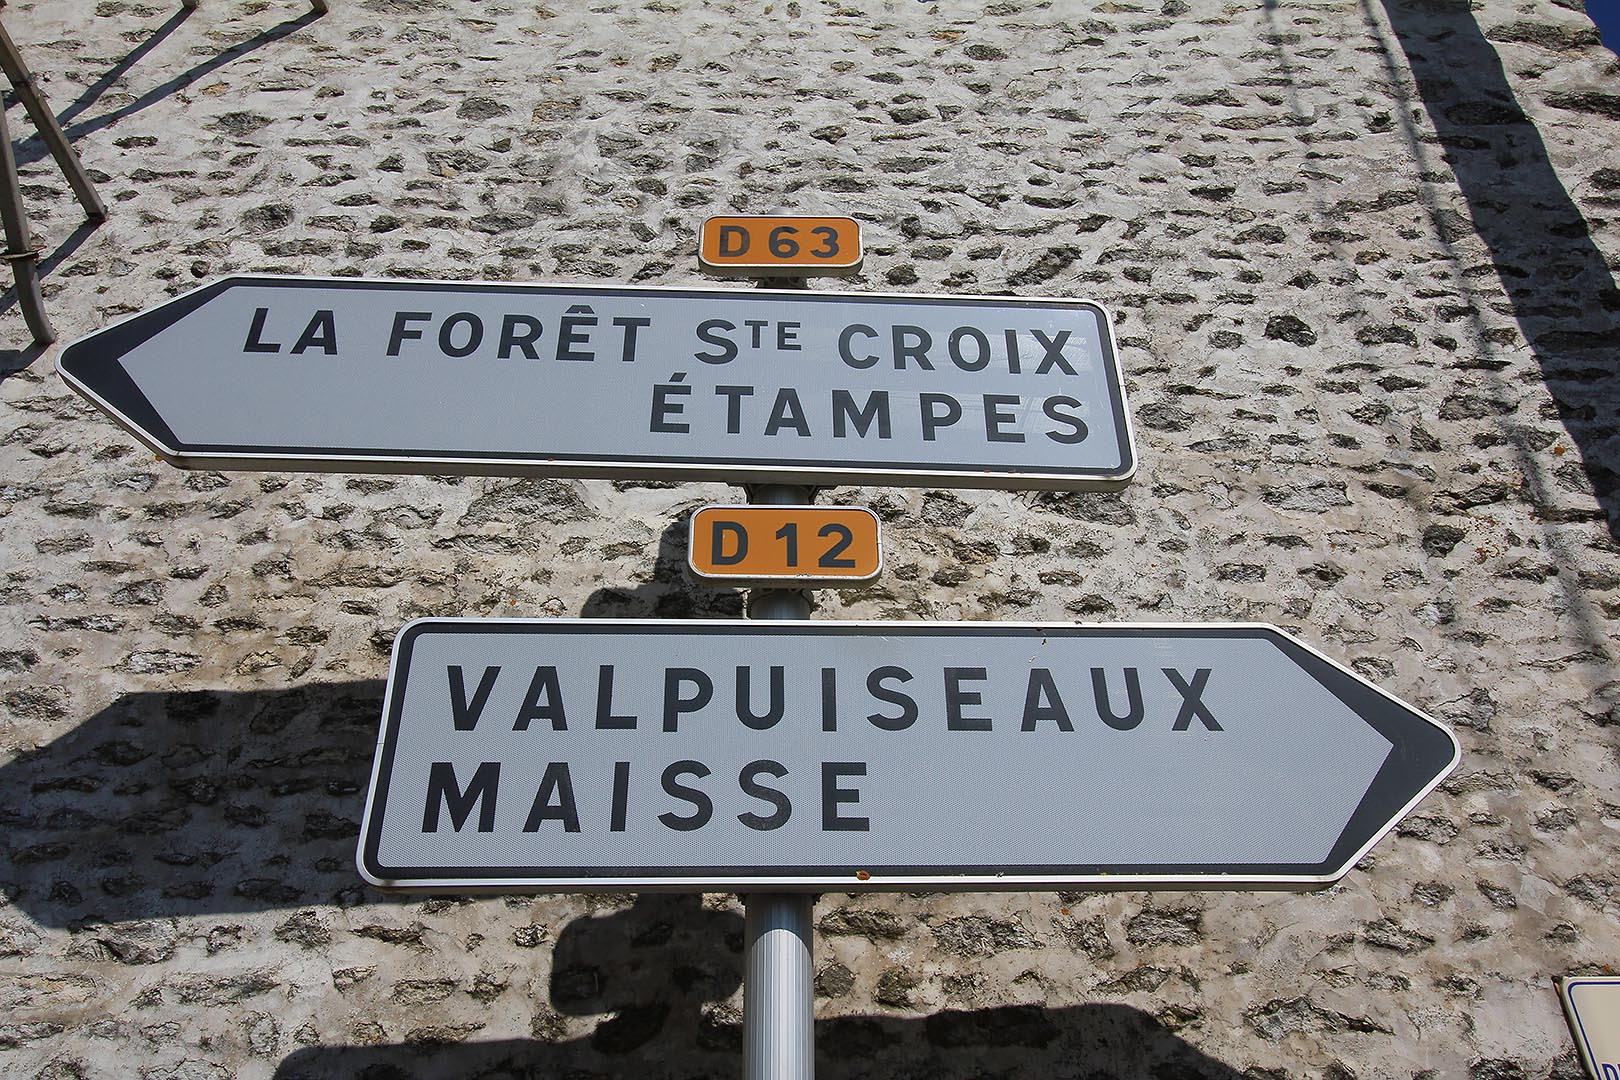 D 63
LA FORÊT STE CROIX
ÉTAMPES
D 12
VALPUISEAUX
MAISSE